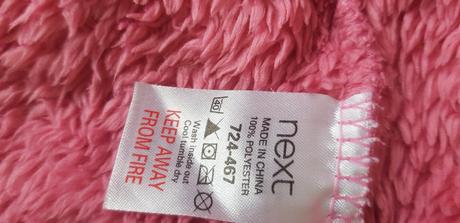 next
MADE IN CHINA
100% POLYESTER
724-467
40
Wash inside out
Cool tumble dry
KEEP AWAY
FROM FIRE